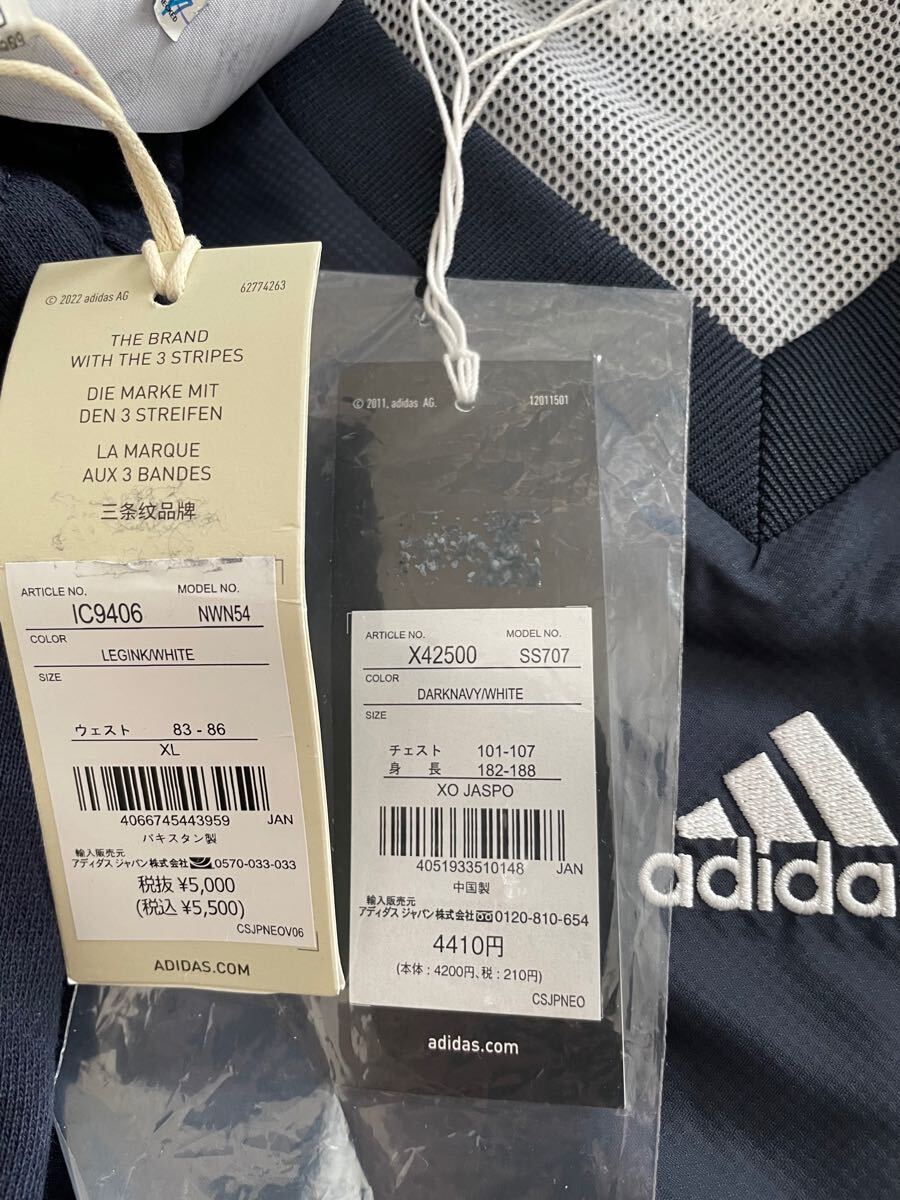 © 2022 adidas AG 62774263
THE BRAND
WITH THE 3 STRIPES
DIE MARKE MIT
DEN 3 STREIFEN
LA MARQUE
AUX 3 BANDES
三条纹品牌
ARTICLE NO. MODEL NO.
IC9406 NWN54
COLOR
LEGINK/WHITE
SIZE
ウェスト 83 - 86
XL
4066745443959 JAN
パキスタン製
輸入販売元
アディダス ジャパン株式会社 0570-033-033
税抜 ¥5,000
(税込 ¥5,500)
CSJPNEOV06
ADIDAS.COM
© 2011, adidas AG. 12011501
ARTICLE NO. MODEL NO.
X42500 SS707
COLOR
DARKNAVY/WHITE
SIZE
チェスト 101-107
身長 182-188
XO JASPO
4051933510148 JAN
中国製
輸入販売元
アディダス ジャパン株式会社 0120-810-654
4410円
(本体 : 4200円、税 : 210円)
CSJPNEO
adidas.com
adidas